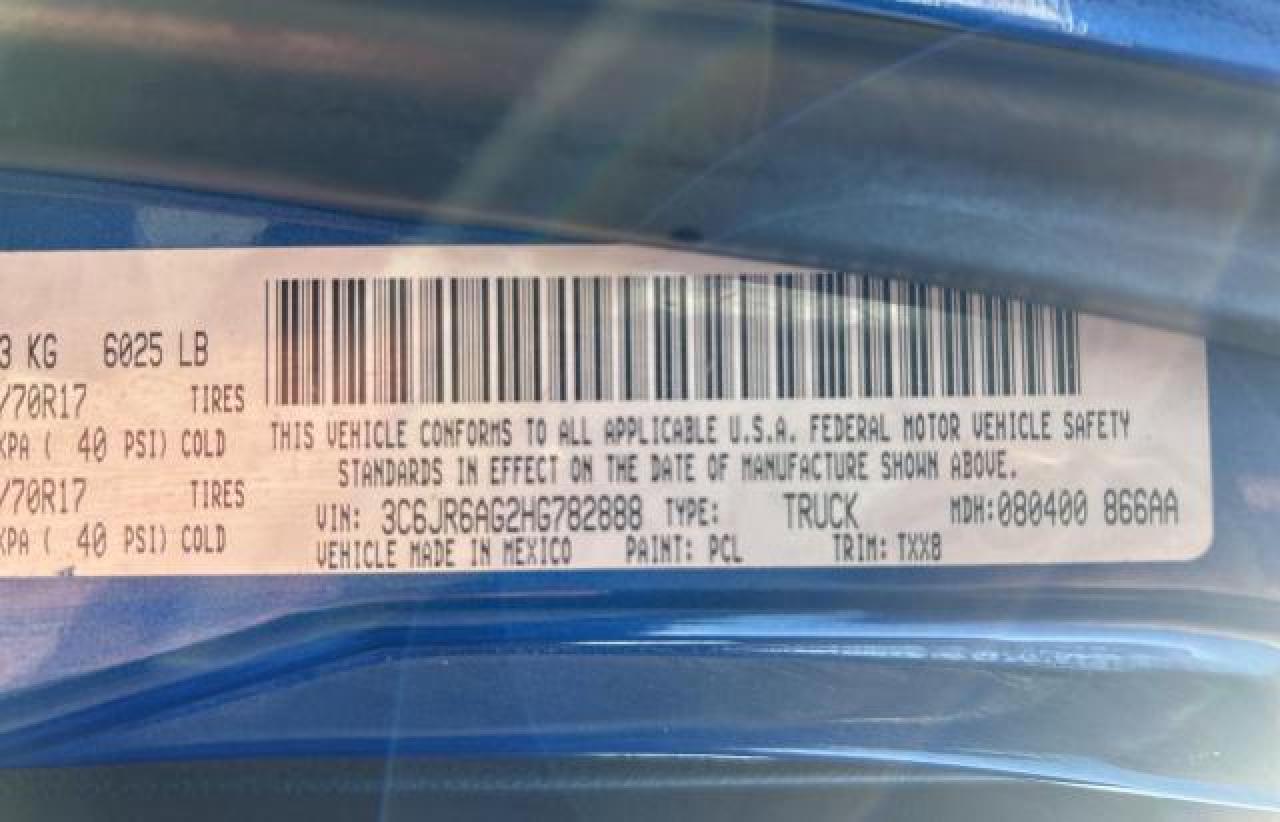 3 KG 6025 LB
/70R17 TIRES
KPA ( 40 PSI) COLD
/70R17 TIRES
KPA ( 40 PSI) COLD
THIS VEHICLE CONFORMS TO ALL APPLICABLE U.S.A. FEDERAL MOTOR VEHICLE SAFETY
STANDARDS IN EFFECT ON THE DATE OF MANUFACTURE SHOWN ABOVE.
VIN: 3C6JR6AG2HG782888 TYPE: TRUCK MDH:080400 866AA
VEHICLE MADE IN MEXICO PAINT: PCL TRIM: TXX8